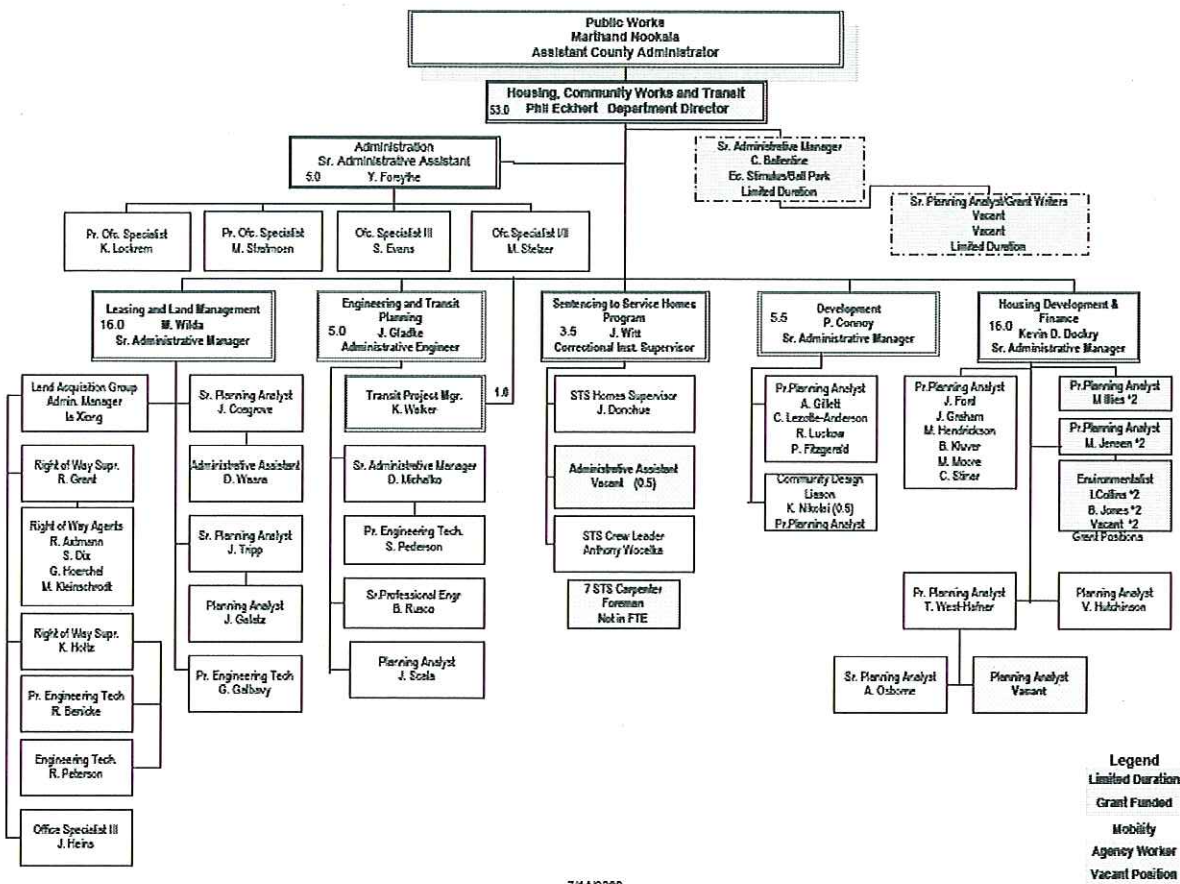 Public Works
Marthand Nookala
Assistant County Administrator
Housing, Community Works and Transit
53.0 Phil Eckhert Department Director
Administration
Sr. Administrative Assistant
5.0 Y. Forsythe
Sr. Administrative Manager
C. Ballentine
Ec. Stimulus/Ball Park
Limited Duration
Sr. Planning Analyst/Grant Writers
Vacant
Vacant
Limited Duration
Pr. Ofc. Specialist
K. Lockrem
Pr. Ofc. Specialist
M. Stralmoen
Ofc. Specialist III
S. Evans
Ofc. Specialist I/II
M. Stelzer
Leasing and Land Management
16.0 M. Wilda
Sr. Administrative Manager
Engineering and Transit
Planning
5.0 J. Gladke
Administrative Engineer
Sentencing to Service Homes
Program
3.5 J. Witt
Correctional Inst. Supervisor
5.5 Development
P. Connoy
Sr. Administrative Manager
Housing Development &
Finance
16.0 Kevin D. Dockry
Sr. Administrative Manager
Land Acquisition Group
Admin. Manager
Ia Xiong
Right of Way Supr.
R. Grant
Right of Way Agents
R. Axtmann
S. Dix
G. Hoerchel
M. Kleinschrodt
Right of Way Supr.
K. Holtz
Pr. Engineering Tech
R. Benicke
Engineering Tech.
R. Peterson
Office Specialist III
J. Heins
Sr. Planning Analyst
J. Cosgrove
Administrative Assistant
D. Waara
Sr. Planning Analyst
J. Tripp
Planning Analyst
J. Galatz
Pr. Engineering Tech
G. Galbavy
Transit Project Mgr.
K. Walker
1.0
Sr. Administrative Manager
D. Michalko
Pr. Engineering Tech.
S. Pederson
Sr.Professional Engr
B. Rusco
Planning Analyst
J. Scala
STS Homes Supervisor
J. Donohue
Administrative Assistant
Vacant (0.5)
STS Crew Leader
Anthony Wocelka
7 STS Carpenter
Foreman
Not in FTE
Pr.Planning Analyst
A. Gillett
C. Lezotte-Anderson
R. Luckow
P. Fitzgerald
Community Design
Liason
K. Nikolai (0.5)
Pr.Planning Analyst
Pr.Planning Analyst
J. Ford
J. Graham
M. Hendrickson
B. Kluver
M. Moore
C. Stiner
Pr.Planning Analyst
M Illies *2
Pr.Planning Analyst
M. Jensen *2
Environmentalist
I.Collins *2
B. Jones *2
Vacant *2
Grant Positions
Pr. Planning Analyst
T. West-Hafner
Planning Analyst
V. Hutchinson
Sr. Planning Analyst
A. Osborne
Planning Analyst
Vacant
Legend
Limited Duration
Grant Funded
Mobility
Agency Worker
Vacant Position